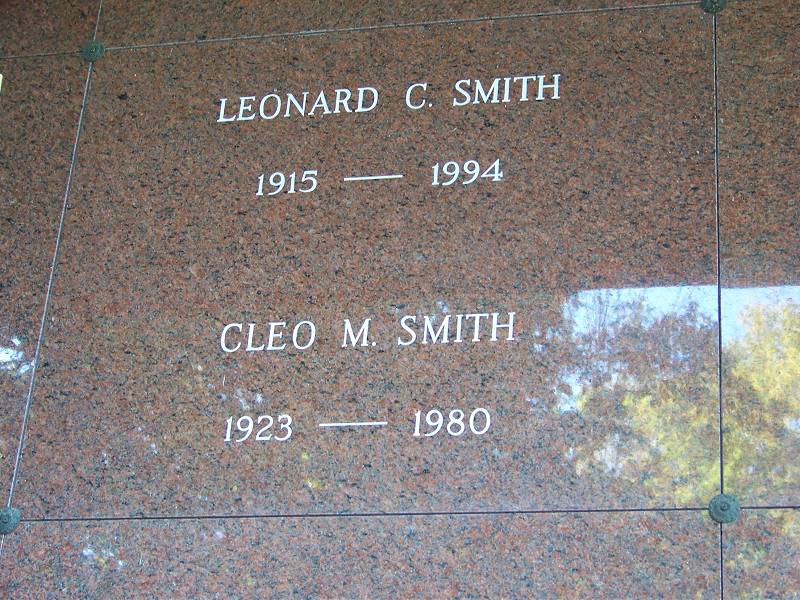 LEONARD C. SMITH
1915 — 1994
CLEO M. SMITH
1923 — 1980